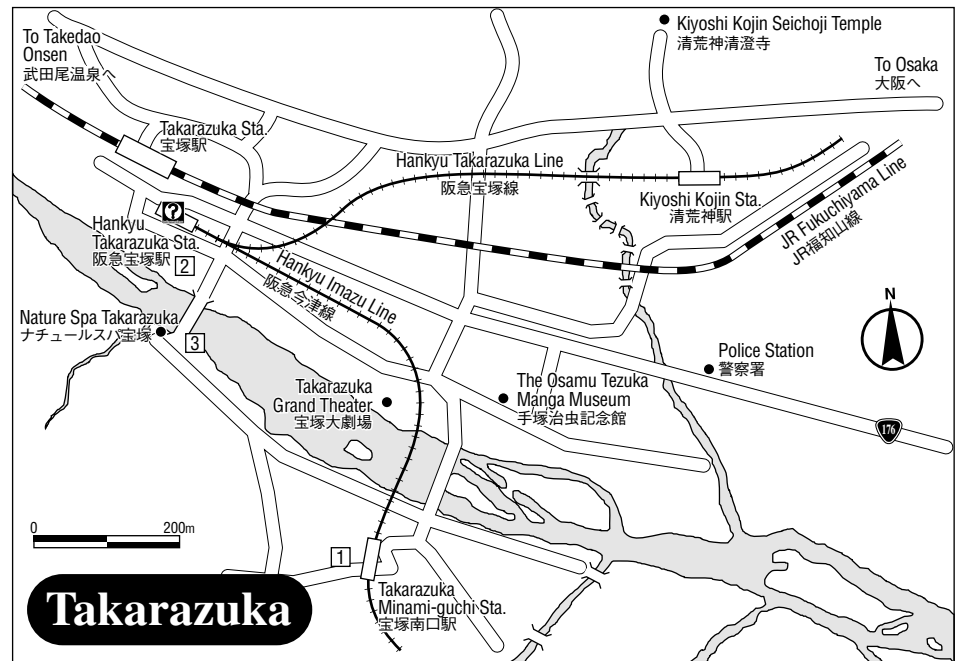 To Takedao
Onsen
武田尾温泉へ
Kiyoshi Kojin Seichoji Temple
清荒神清澄寺
To Osaka
大阪へ
Takarazuka Sta.
宝塚駅
Hankyu Takarazuka Line
阪急宝塚線
Kiyoshi Kojin Sta.
清荒神駅
JR Fukuchiyama Line
JR福知山線
?
Hankyu
Takarazuka Sta.
阪急宝塚駅
2
Hankyu Imazu Line
阪急今津線
Nature Spa Takarazuka
ナチュールスパ宝塚
3
N
Police Station
警察署
Takarazuka
Grand Theater
宝塚大劇場
The Osamu Tezuka
Manga Museum
手塚治虫記念館
176
0 200m
1
Takarazuka
Minami-guchi Sta.
宝塚南口駅
Takarazuka